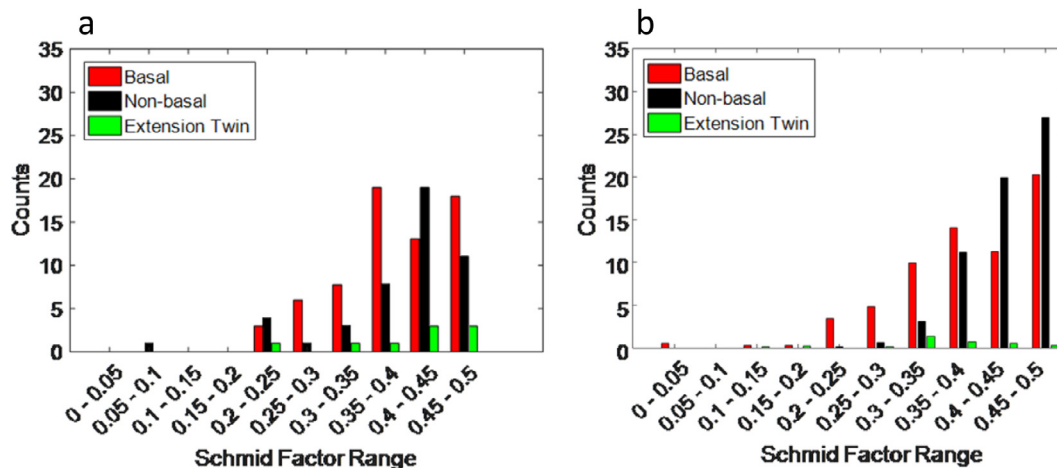 a
35
30
25
20
15
10
5
0
Counts
Basal
Non-basal
Extension Twin
0 - 0.05
0.05 - 0.1
0.1 - 0.15
0.15 - 0.2
0.2 - 0.25
0.25 - 0.3
0.3 - 0.35
0.35 - 0.4
0.4 - 0.45
0.45 - 0.5
Schmid Factor Range
b
35
30
25
20
15
10
5
0
Counts
Basal
Non-basal
Extension Twin
0 - 0.05
0.05 - 0.1
0.1 - 0.15
0.15 - 0.2
0.2 - 0.25
0.25 - 0.3
0.3 - 0.35
0.35 - 0.4
0.4 - 0.45
0.45 - 0.5
Schmid Factor Range